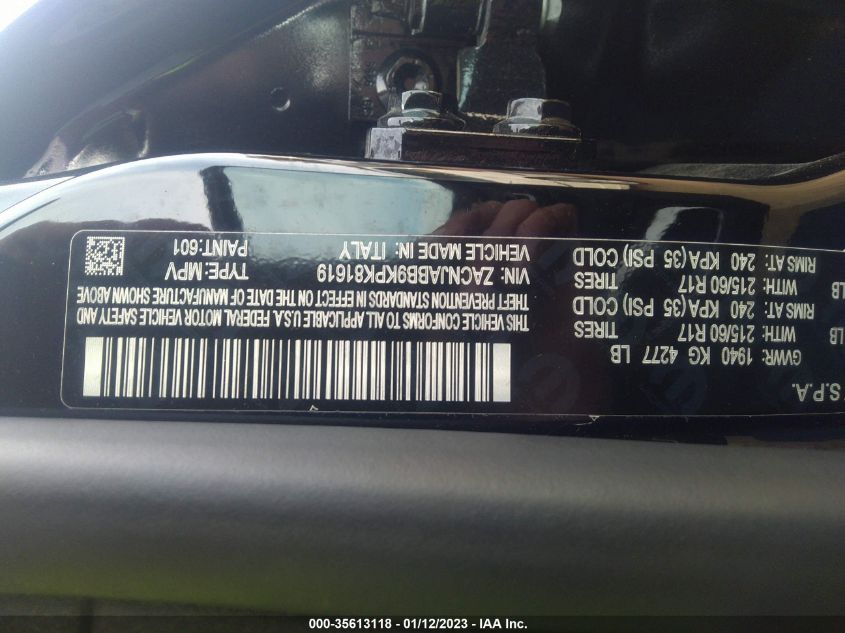 S.P.A.
GVWR: 1940 KG 4277 LB
LB WITH: 215/60 R17 TIRES
RIMS AT: 240 KPA(35 PSI) COLD
LB WITH: 215/60 R17 TIRES
RIMS AT: 240 KPA(35 PSI) COLD
THIS VEHICLE CONFORMS TO ALL APPLICABLE U.S.A. FEDERAL MOTOR VEHICLE SAFETY AND
THEFT PREVENTION STANDARDS IN EFFECT ON THE DATE OF MANUFACTURE SHOWN ABOVE
VIN: ZACNJABB9KPK81619 TYPE: MPV
VEHICLE MADE IN: ITALY PAINT:601
000-35613118 - 01/12/2023 - IAA Inc.